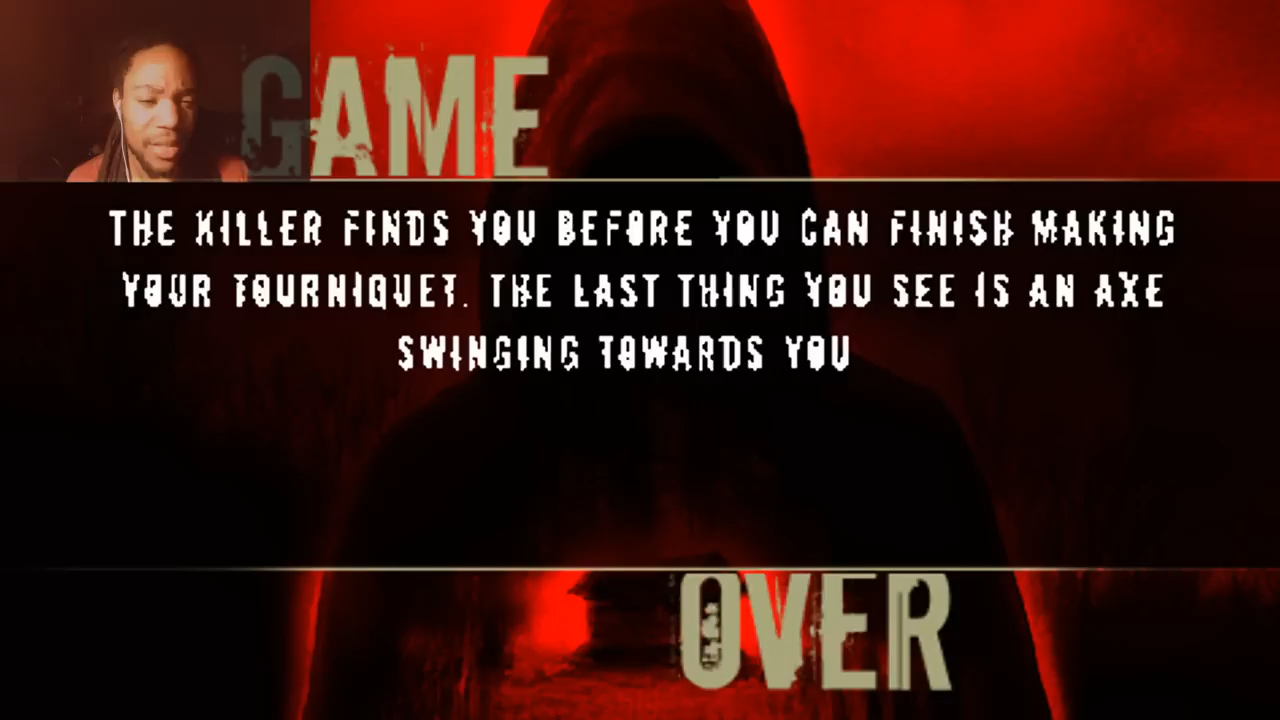 GAME
THE KILLER FINDS YOU BEFORE YOU CAN FINISH MAKING
YOUR TOURNIQUET. THE LAST THING YOU SEE IS AN AXE
SWINGING TOWARDS YOU
OVER